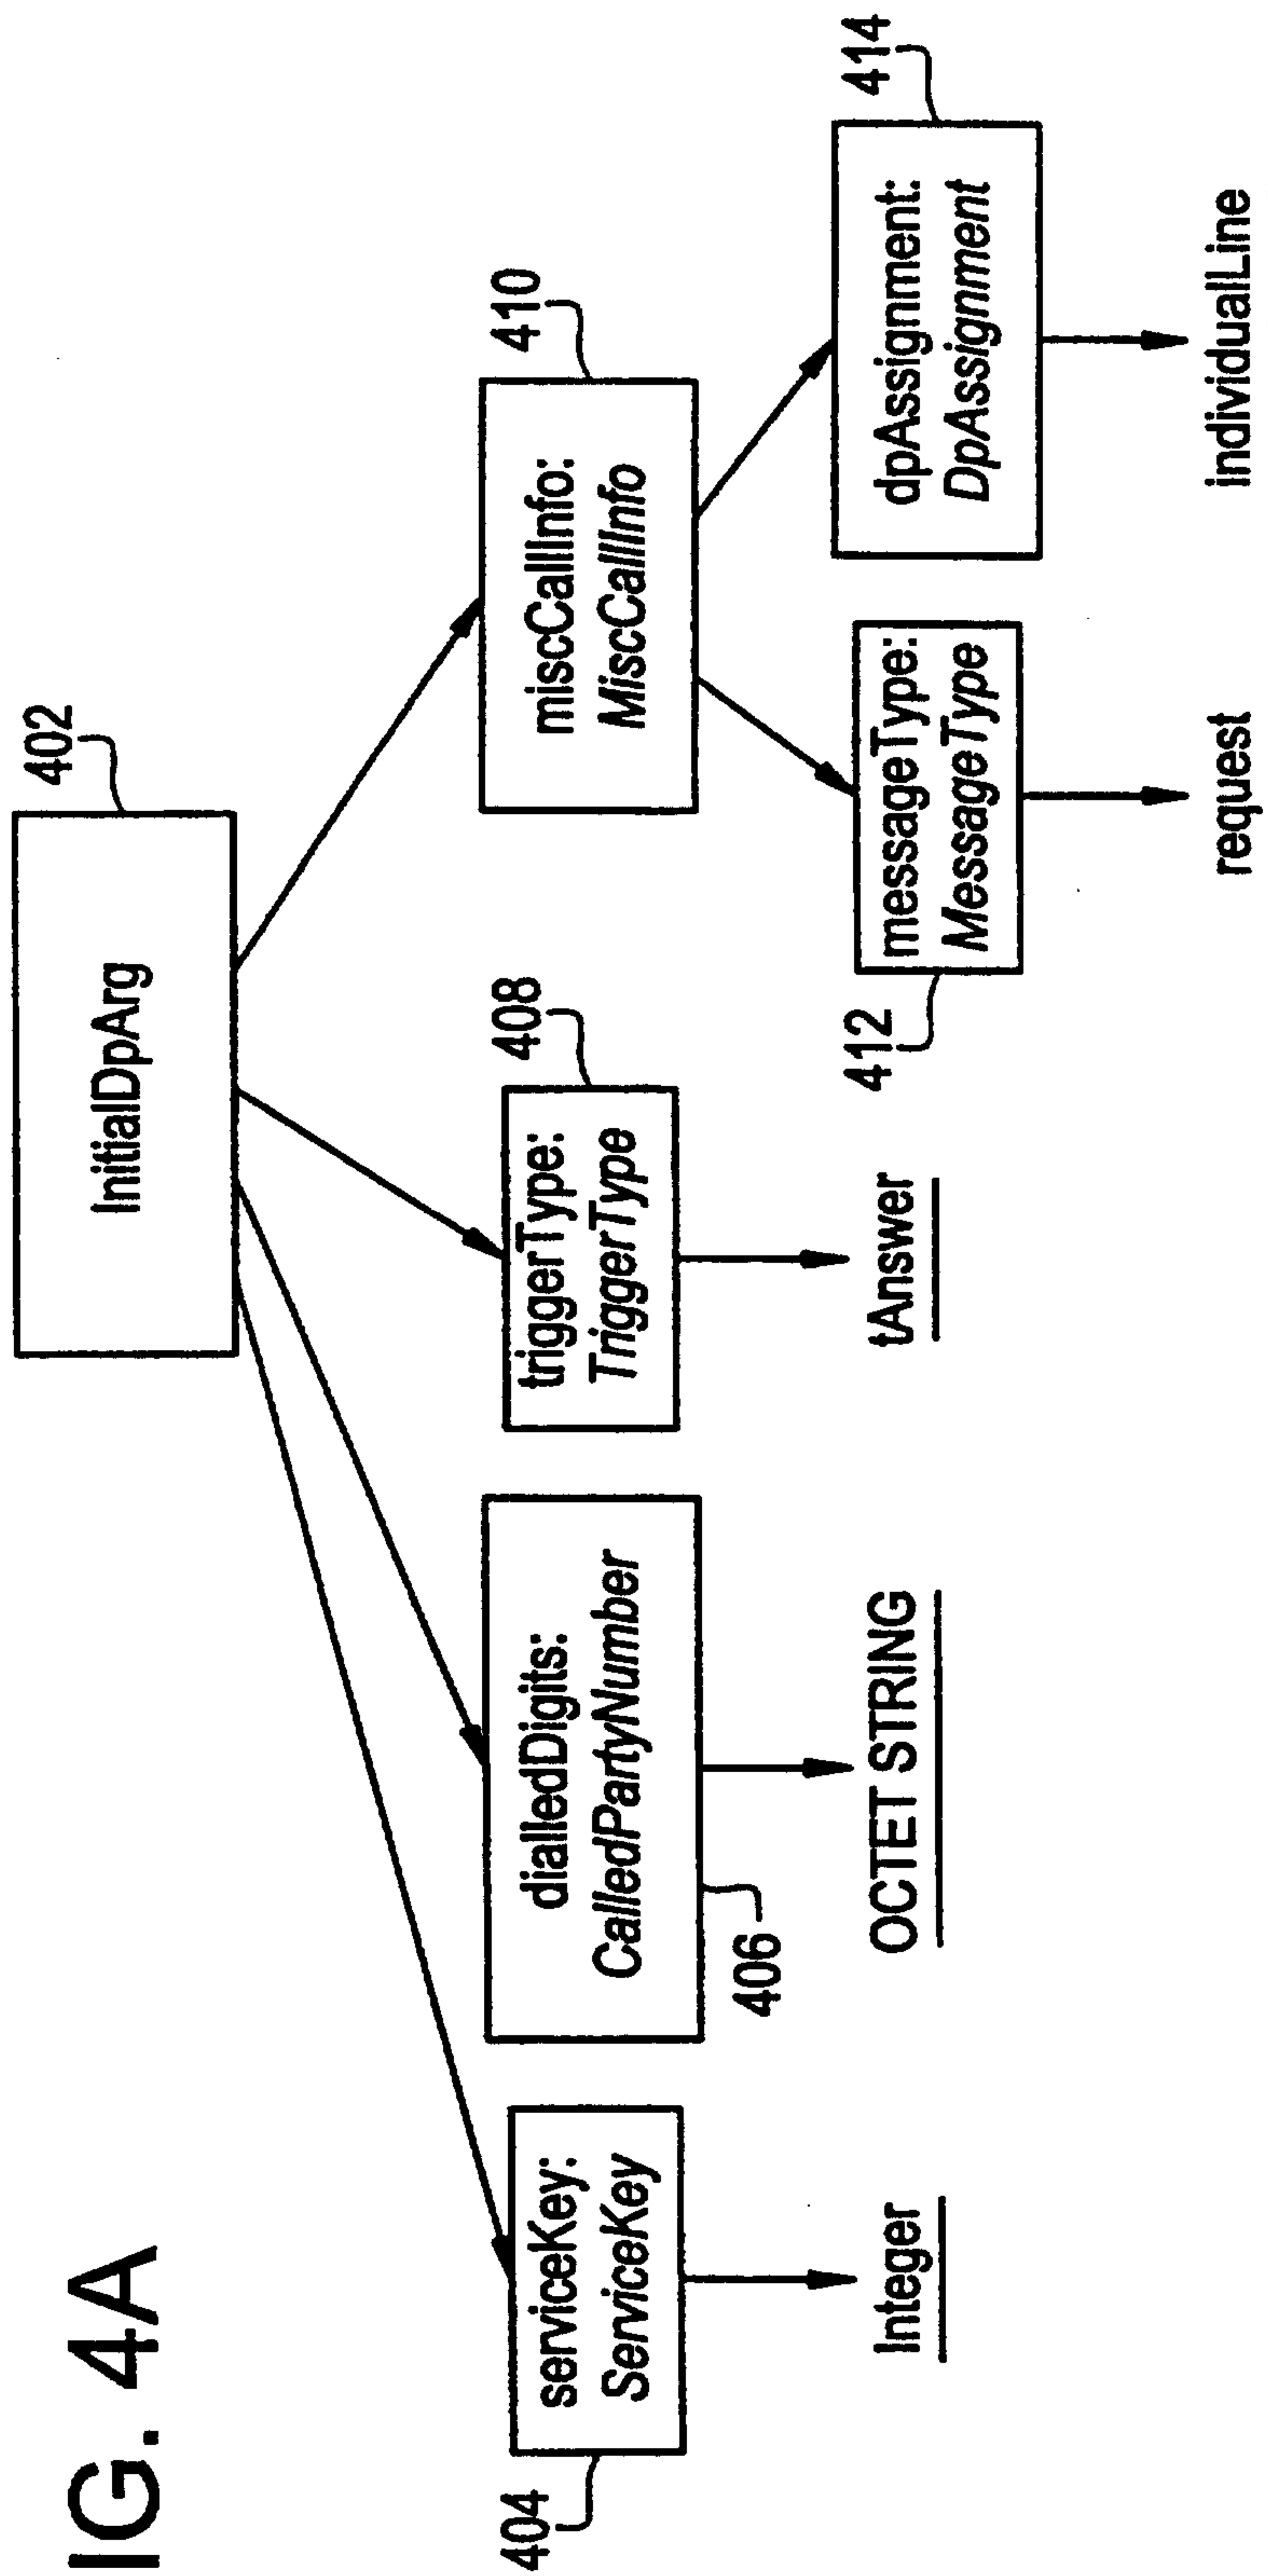 IG. 4A
402
InitialDpArg
404
serviceKey:
ServiceKey
Integer
dialledDigits:
CalledPartyNumber
406
OCTET STRING
408
triggerType:
TriggerType
tAnswer
410
miscCallInfo:
MiscCallInfo
412
messageType:
MessageType
request
414
dpAssignment:
DpAssignment
individualLine